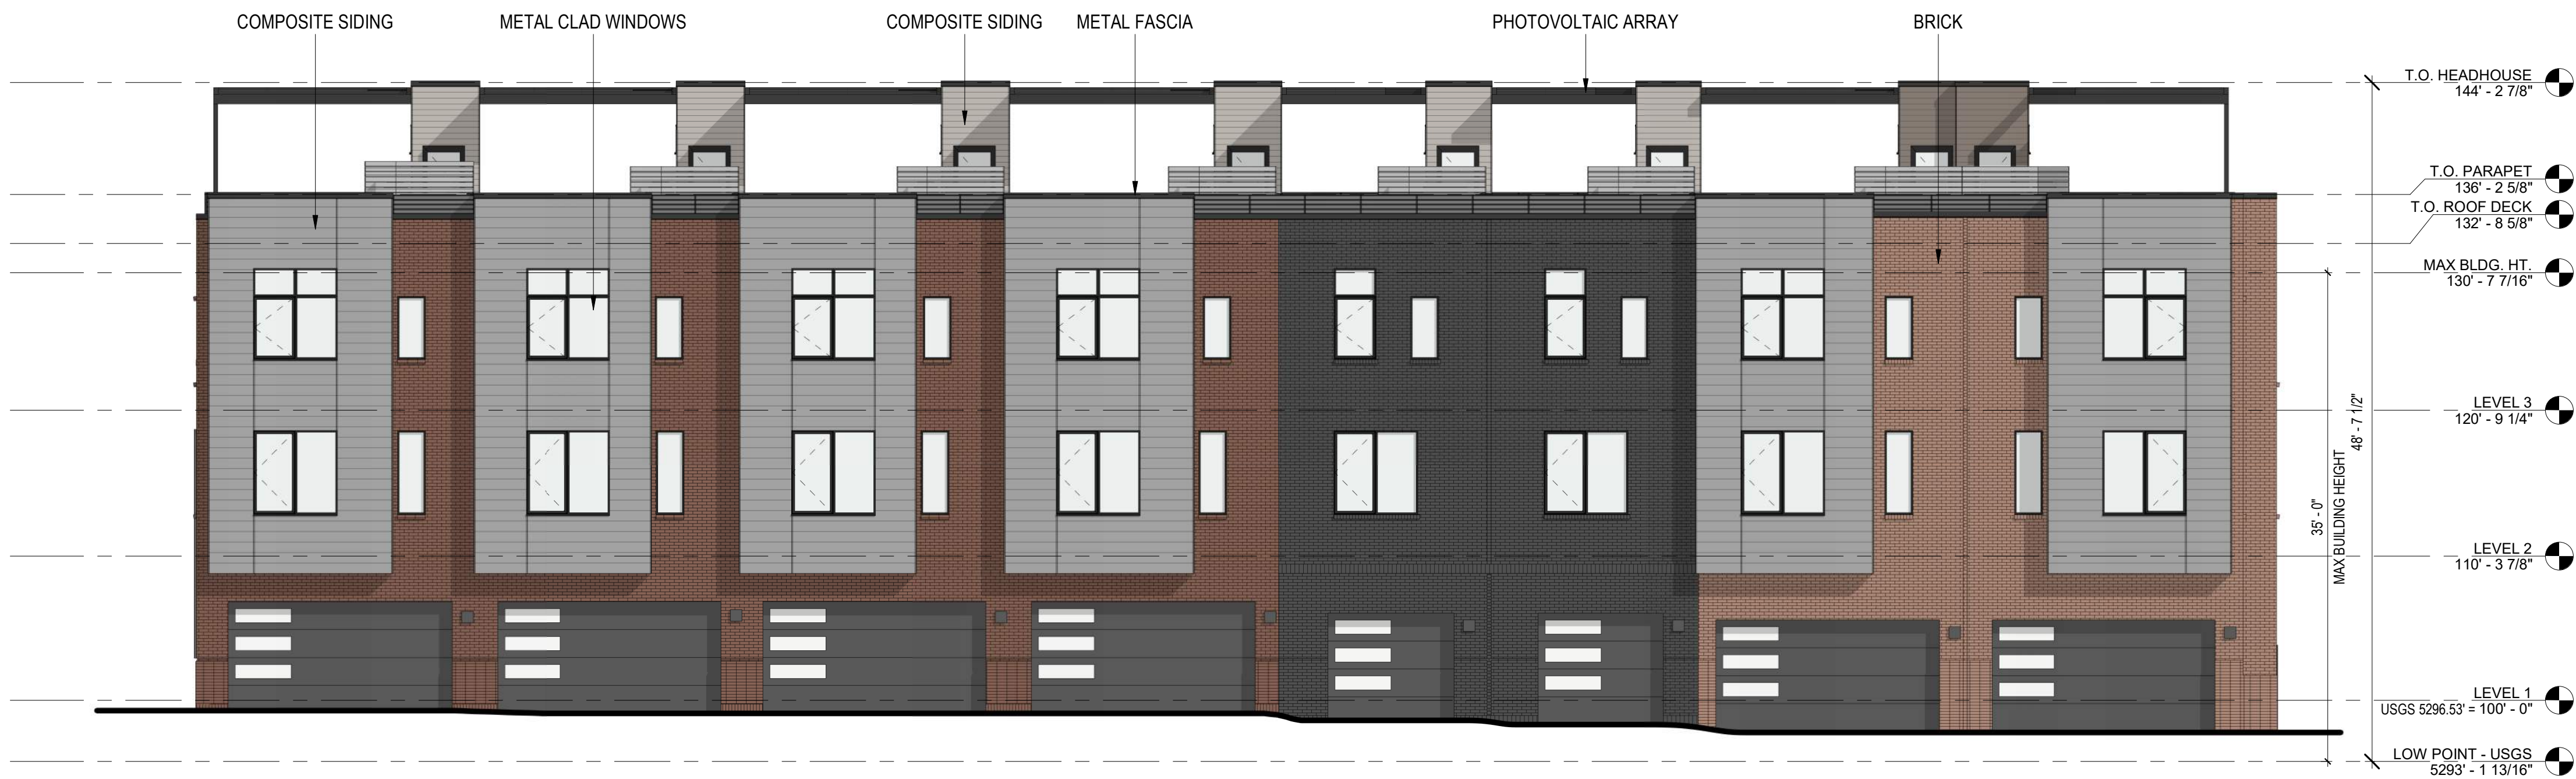 COMPOSITE SIDING
METAL CLAD WINDOWS
COMPOSITE SIDING
METAL FASCIA
PHOTOVOLTAIC ARRAY
BRICK
T.O. HEADHOUSE
144' - 2 7/8"
T.O. PARAPET
136' - 2 5/8"
T.O. ROOF DECK
132' - 8 5/8"
MAX BLDG. HT.
130' - 7 7/16"
LEVEL 3
120' - 9 1/4"
48' - 7 1/2"
35' - 0"
MAX BUILDING HEIGHT
LEVEL 2
110' - 3 7/8"
LEVEL 1
USGS 5296.53' = 100' - 0"
LOW POINT - USGS
5293' - 1 13/16"